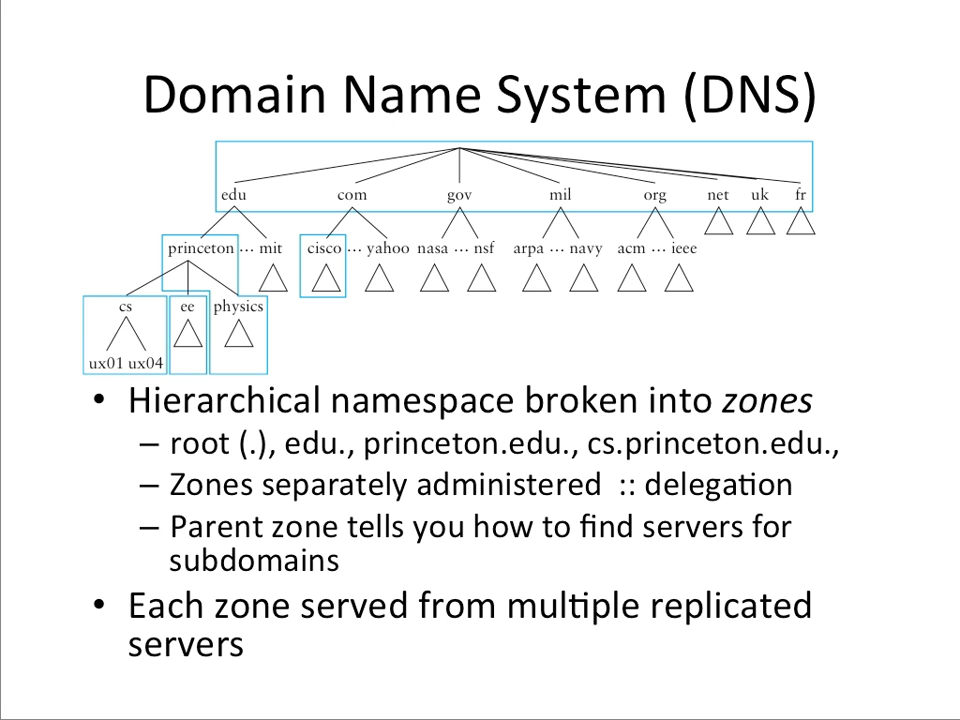 Domain Name System (DNS)
edu com gov mil org net uk fr
princeton ... mit cisco ... yahoo nasa ... nsf arpa ... navy acm ... ieee
cs ee physics
ux01 ux04
• Hierarchical namespace broken into zones
– root (.), edu., princeton.edu., cs.princeton.edu.,
– Zones separately administered :: delegation
– Parent zone tells you how to find servers for
subdomains
• Each zone served from multiple replicated
servers